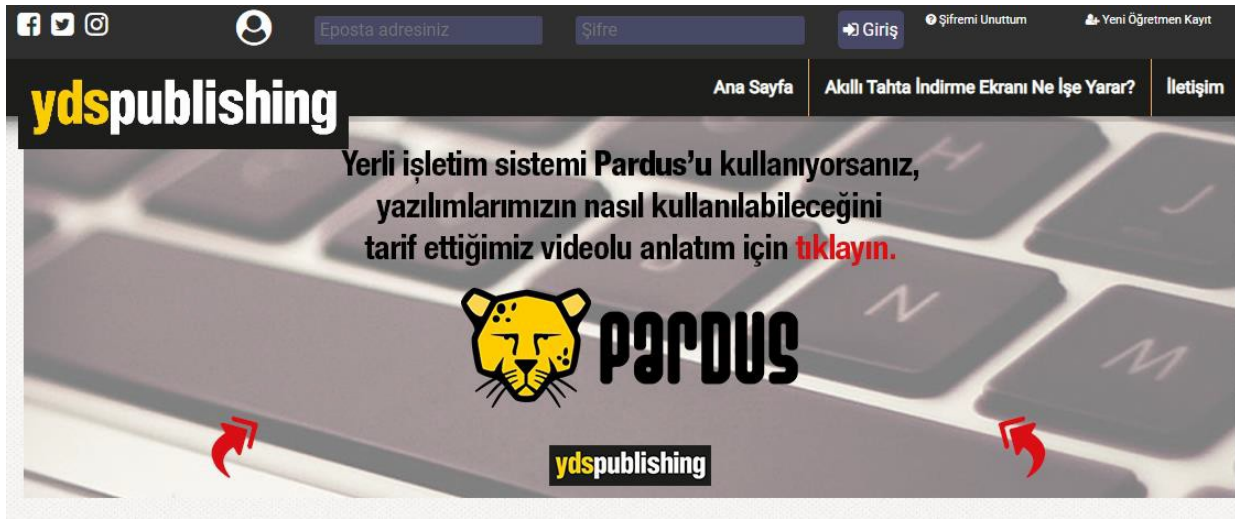 Eposta adresiniz
Şifre
Giriş
Şifremi Unuttum
Yeni Öğretmen Kayıt
ydspublishing
Ana Sayfa
Akıllı Tahta İndirme Ekranı Ne İşe Yarar?
İletişim
Yerli işletim sistemi Pardus’u kullanıyorsanız,
yazılımlarımızın nasıl kullanılabileceğini
tarif ettiğimiz videolu anlatım için tıklayın.
H
J
N
M
Pardus
ydspublishing